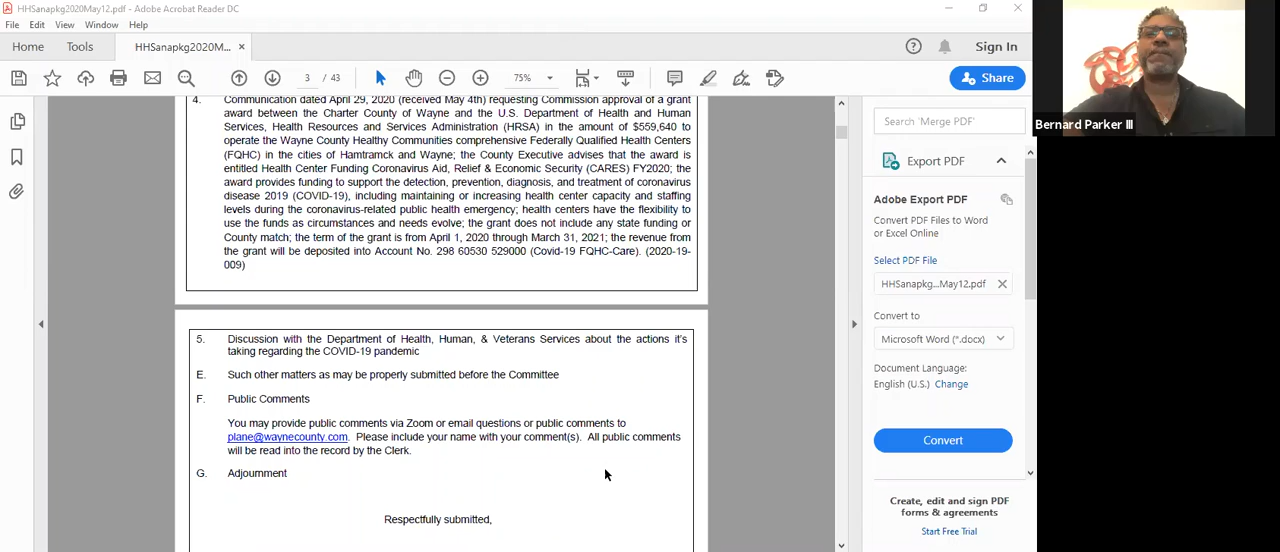 HHSanapkg2020May12.pdf - Adobe Acrobat Reader DC
File Edit View Window Help
Home Tools HHSanapkg2020M... × Sign In
3 / 43 75% Share
4. Communication dated April 29, 2020 (received May 4th) requesting Commission approval of a grant
award between the Charter County of Wayne and the U.S. Department of Health and Human
Services, Health Resources and Services Administration (HRSA) in the amount of $559,640 to
operate the Wayne County Healthy Communities comprehensive Federally Qualified Health Centers
(FQHC) in the cities of Hamtramck and Wayne; the County Executive advises that the award is
entitled Health Center Funding Coronavirus Aid, Relief & Economic Security (CARES) FY2020; the
award provides funding to support the detection, prevention, diagnosis, and treatment of coronavirus
disease 2019 (COVID-19), including maintaining or increasing health center capacity and staffing
levels during the coronavirus-related public health emergency; health centers have the flexibility to
use the funds as circumstances and needs evolve; the grant does not include any state funding or
County match; the term of the grant is from April 1, 2020 through March 31, 2021; the revenue from
the grant will be deposited into Account No. 298 60530 529000 (Covid-19 FQHC-Care). (2020-19-
009)
5. Discussion with the Department of Health, Human, & Veterans Services about the actions it's
taking regarding the COVID-19 pandemic
E. Such other matters as may be properly submitted before the Committee
F. Public Comments
You may provide public comments via Zoom or email questions or public comments to
plane@waynecounty.com. Please include your name with your comment(s). All public comments
will be read into the record by the Clerk.
G. Adjournment
Respectfully submitted,
Search 'Merge PDF'
Export PDF
Adobe Export PDF
Convert PDF Files to Word
or Excel Online
Select PDF File
HHSanapkg...May12.pdf
Convert to
Microsoft Word (*.docx)
Document Language:
English (U.S.) Change
Convert
Create, edit and sign PDF
forms & agreements
Start Free Trial
Bernard Parker III